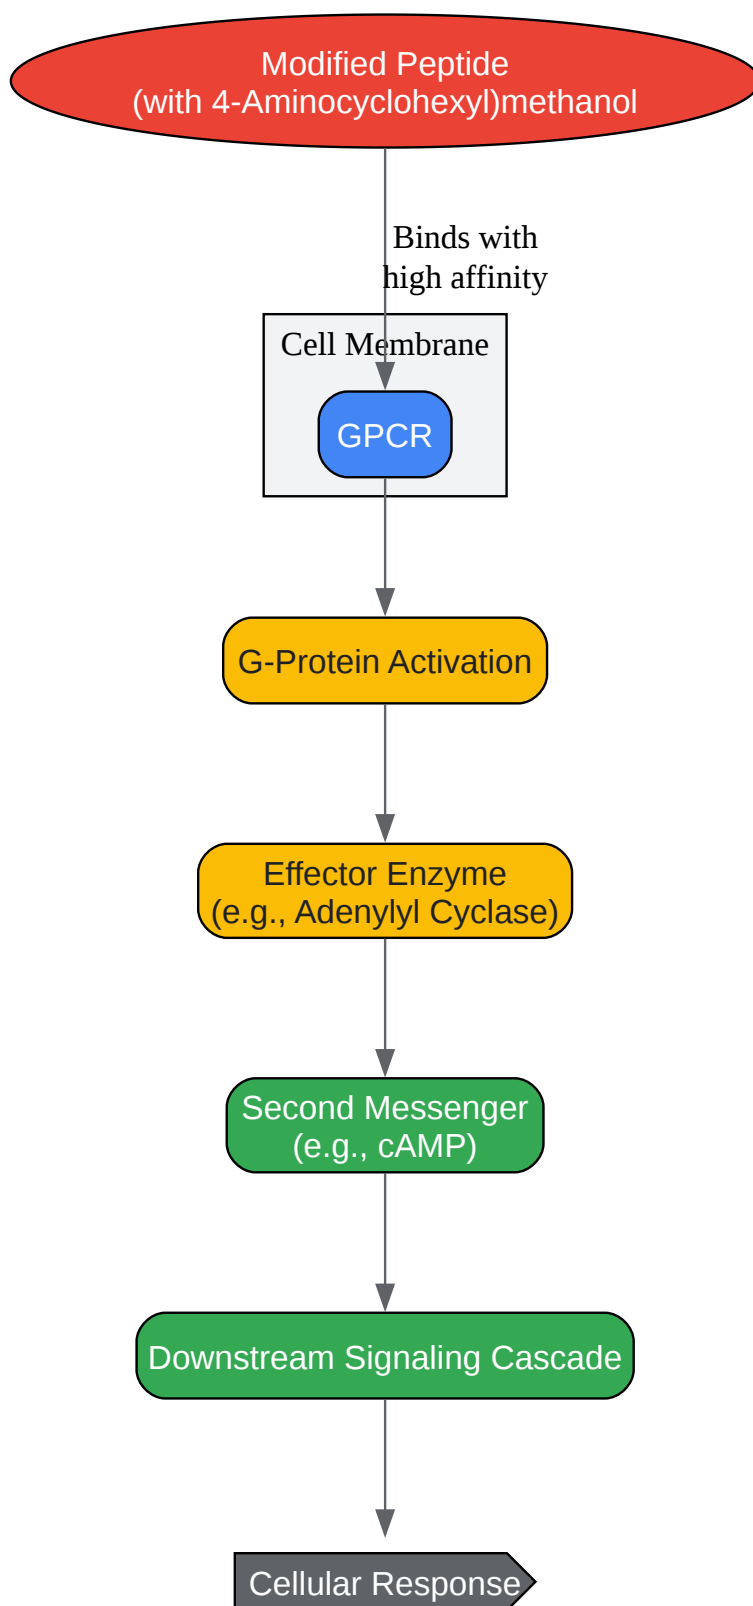 Modified Peptide
(with 4-Aminocyclohexyl)methanol
Binds with
high affinity
Cell Membrane
GPCR
G-Protein Activation
Effector Enzyme
(e.g., Adenylyl Cyclase)
Second Messenger
(e.g., cAMP)
Downstream Signaling Cascade
Cellular Response